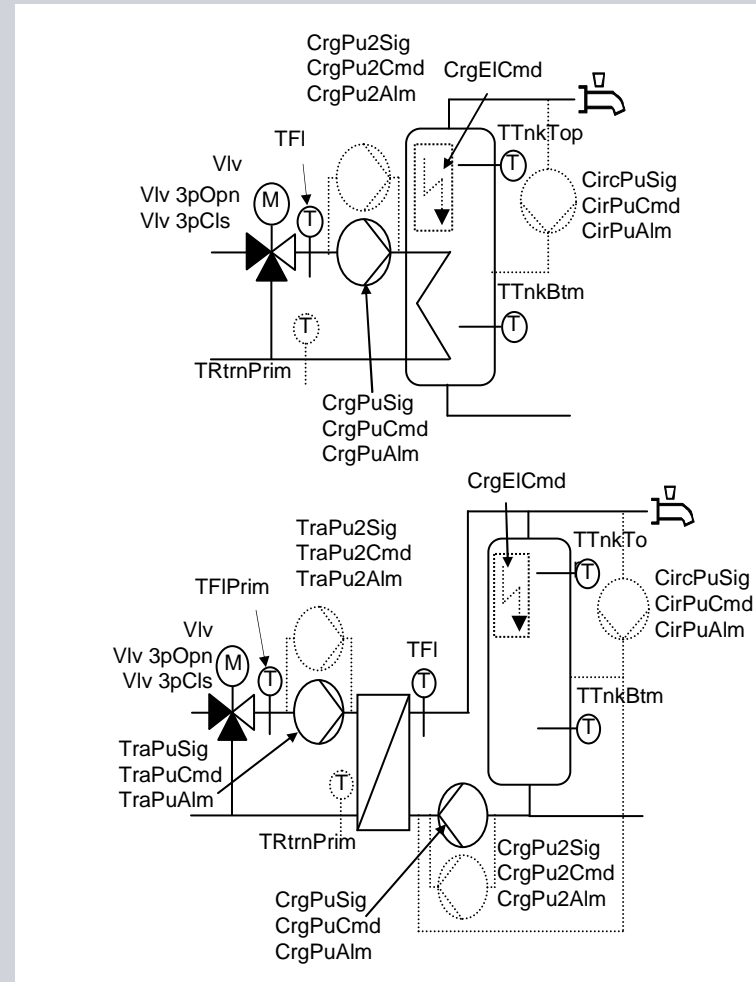 CrgPu2Sig
CrgPu2Cmd
CrgPu2Alm
CrgElCmd
TTnkTop
TFl
Vlv
Vlv 3pOpn
Vlv 3pCls
M
T
T
CircPuSig
CirPuCmd
CirPuAlm
TTnkBtm
T
T
TRtrnPrim
CrgPuSig
CrgPuCmd
CrgPuAlm
CrgElCmd
TraPu2Sig
TraPu2Cmd
TraPu2Alm
TTnkTo
T
TFlPrim
CircPuSig
CirPuCmd
CirPuAlm
Vlv
Vlv 3pOpn
Vlv 3pCls
M
T
TFl
T
TTnkBtm
T
TraPuSig
TraPuCmd
TraPuAlm
T
TRtrnPrim
CrgPu2Sig
CrgPu2Cmd
CrgPu2Alm
CrgPuSig
CrgPuCmd
CrgPuAlm